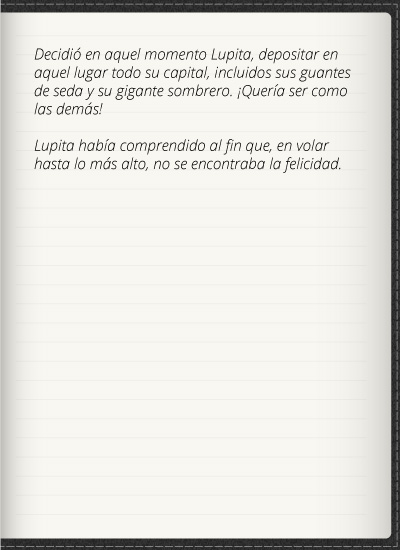 Decidió en aquel momento Lupita, depositar en
aquel lugar todo su capital, incluidos sus guantes
de seda y su gigante sombrero. ¡Quería ser como
las demás!
Lupita había comprendido al fin que, en volar
hasta lo más alto, no se encontraba la felicidad.